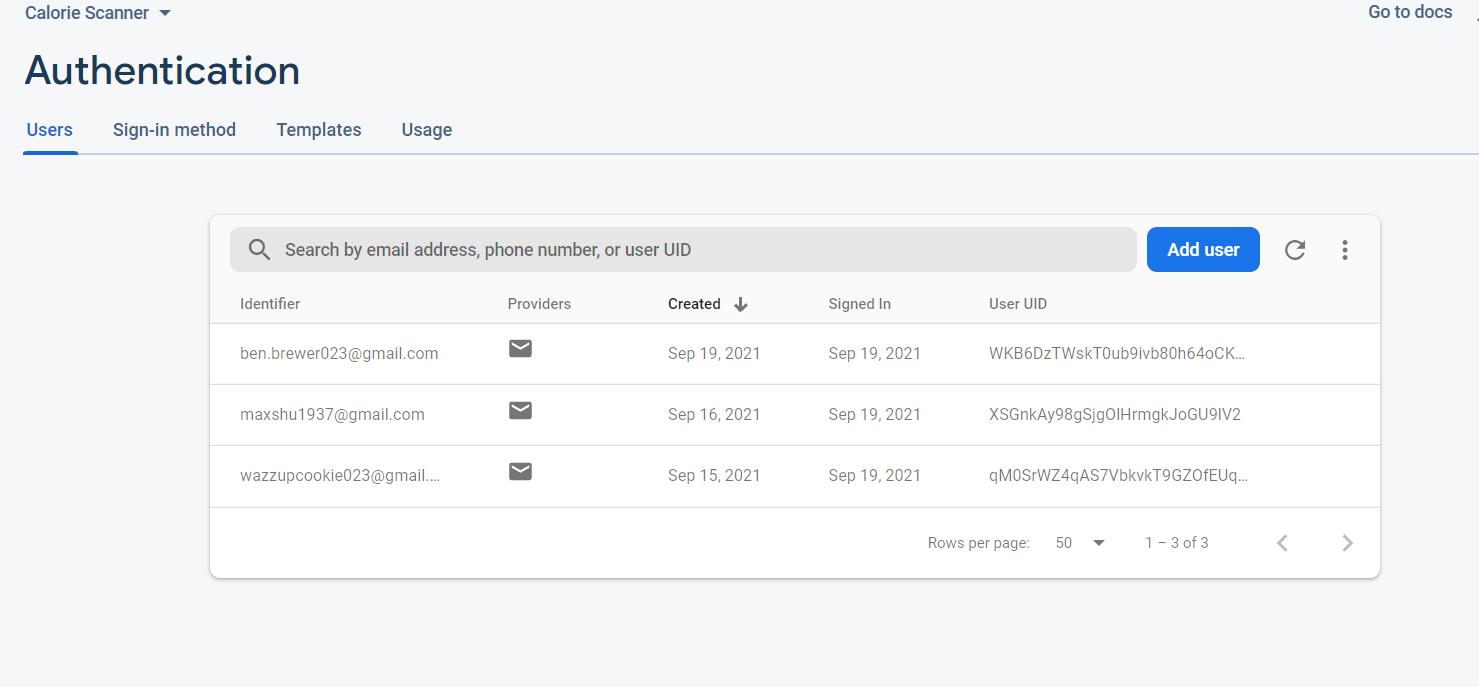 Calorie Scanner
Go to docs
Authentication
Users Sign-in method Templates Usage
Search by email address, phone number, or user UID
Add user
Identifier Providers Created Signed In User UID
ben.brewer023@gmail.com Sep 19, 2021 Sep 19, 2021 WKB6DzTWskT0ub9ivb80h64oCK...
maxshu1937@gmail.com Sep 16, 2021 Sep 19, 2021 XSGnkAy98gSjgOIHrmgkJoGU9IV2
wazzupcookie023@gmail.... Sep 15, 2021 Sep 19, 2021 qM0SrWZ4qAS7VbkvkT9GZOfEUq...
Rows per page: 50 1 – 3 of 3